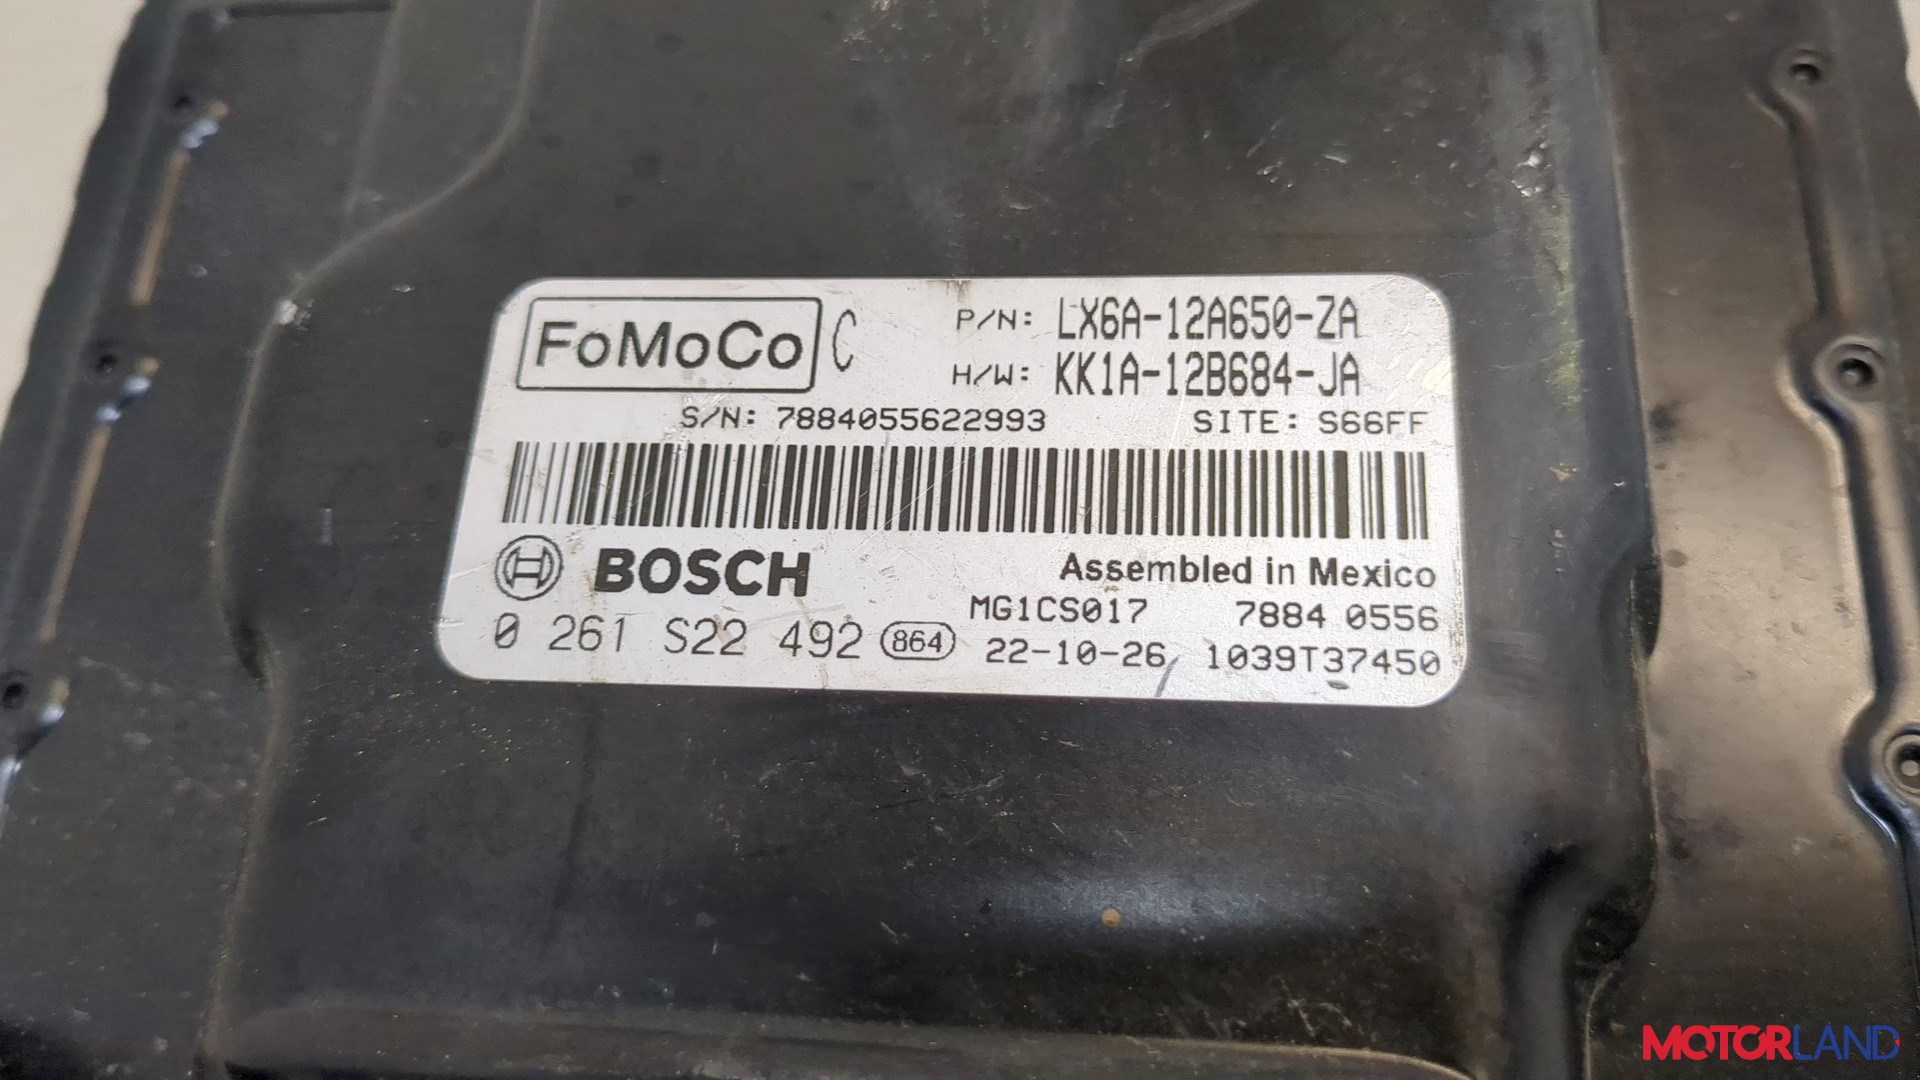 FoMoCo C P/N: LX6A-12A650-ZA
H/W: KK1A-12B684-JA
S/N: 7884055622993 SITE: S66FF
BOSCH Assembled in Mexico
MG1CS017 7884 0556
0 261 S22 492 864 22-10-26 1039T37450
MOTORLAND